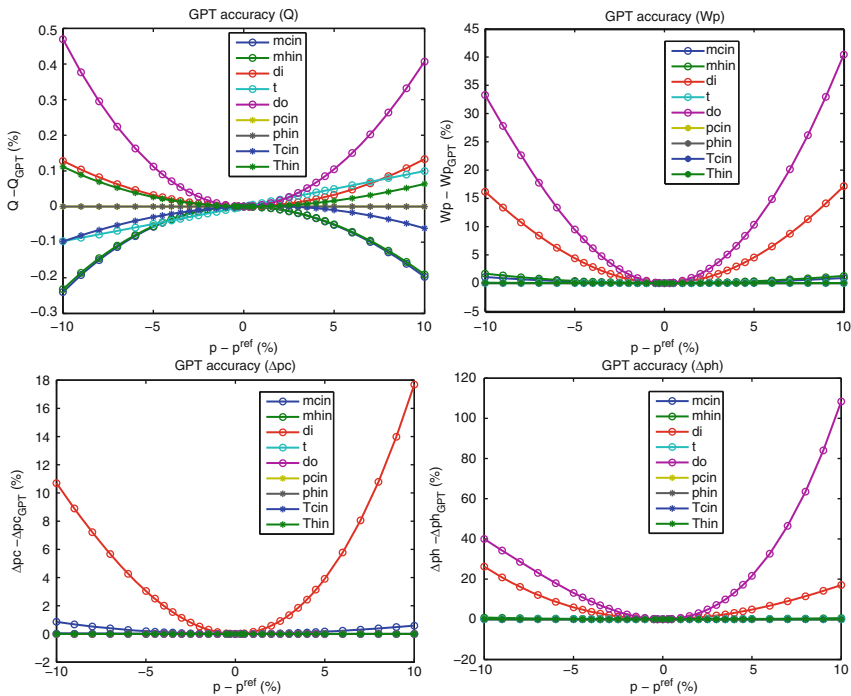 GPT accuracy (Q)
Q −Q_GPT (%)
0.5
0.4
0.3
0.2
0.1
0
−0.1
−0.2
−0.3
mcin
mhin
di
t
do
pcin
phin
Tcin
Thin
−10
−5
0
5
10
p − p^ref (%)
GPT accuracy (Wp)
Wp − Wp_GPT (%)
45
40
35
30
25
20
15
10
5
0
−5
mcin
mhin
di
t
do
pcin
phin
Tcin
Thin
−10
−5
0
5
10
p − p^ref (%)
GPT accuracy (Δpc)
Δpc −Δpc_GPT (%)
18
16
14
12
10
8
6
4
2
0
−2
mcin
mhin
di
t
do
pcin
phin
Tcin
Thin
−10
−5
0
5
10
p − p^ref (%)
GPT accuracy (Δph)
Δph −Δph_GPT (%)
120
100
80
60
40
20
0
−20
mcin
mhin
di
t
do
pcin
phin
Tcin
Thin
−10
−5
0
5
10
p − p^ref (%)